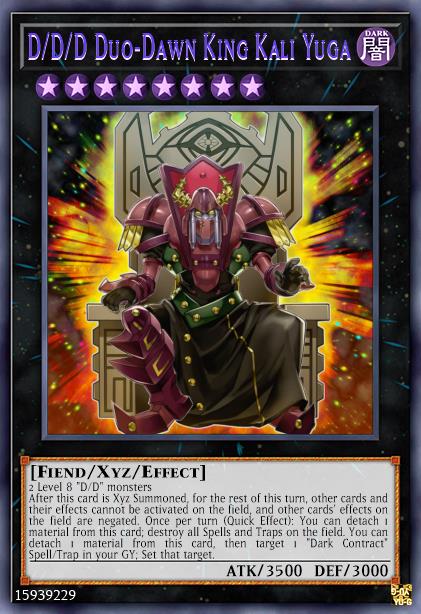 D/D/D Duo-Dawn King Kali Yuga
DARK
闇
[Fiend/Xyz/Effect]
2 Level 8 "D/D" monsters
After this card is Xyz Summoned, for the rest of this turn, other cards and
their effects cannot be activated on the field, and other cards' effects on
the field are negated. Once per turn (Quick Effect): You can detach 1
material from this card; destroy all Spells and Traps on the field. You can
detach 1 material from this card, then target 1 "Dark Contract"
Spell/Trap in your GY; Set that target.
ATK/3500 DEF/3000
15939229